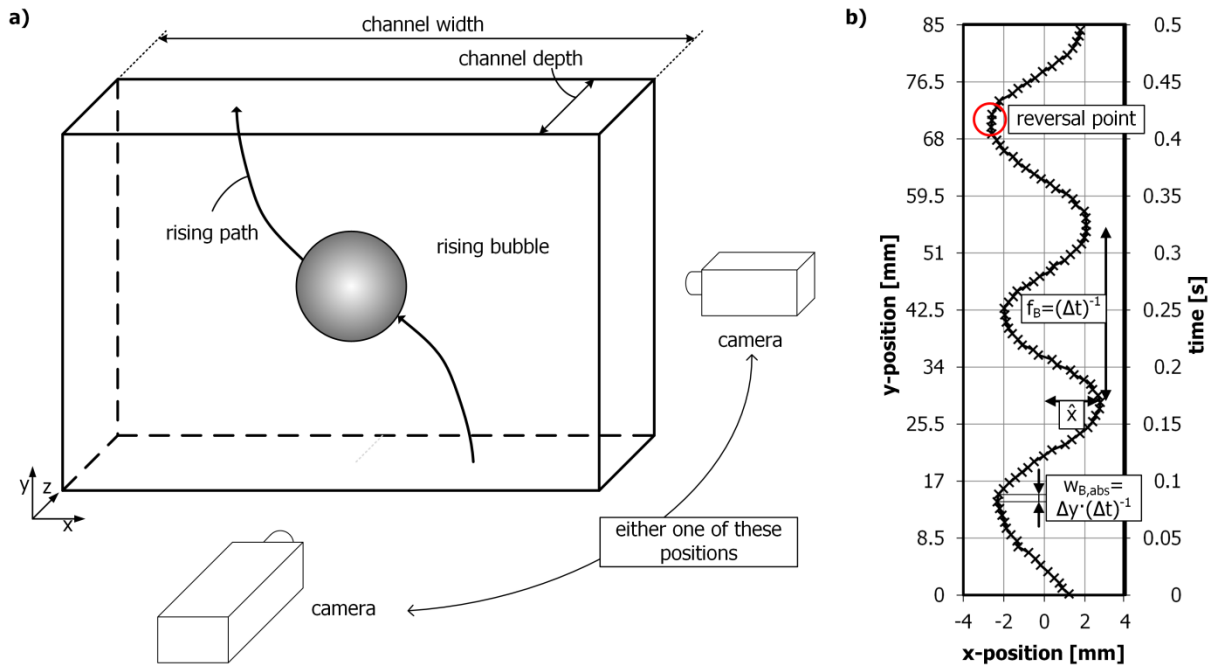 a)
channel width
channel depth
rising path
rising bubble
camera
either one of these
positions
camera
y
z
x
b)
y-position [mm]
85
76.5
68
59.5
51
42.5
34
25.5
17
8.5
0
-4 -2 0 2 4
x-position [mm]
0.5
0.45
0.4
0.35
0.3
0.25
0.2
0.15
0.1
0.05
0
time [s]
reversal point
f_B=(Δt)⁻¹
x̂
w_B,abs=
Δy·(Δt)⁻¹